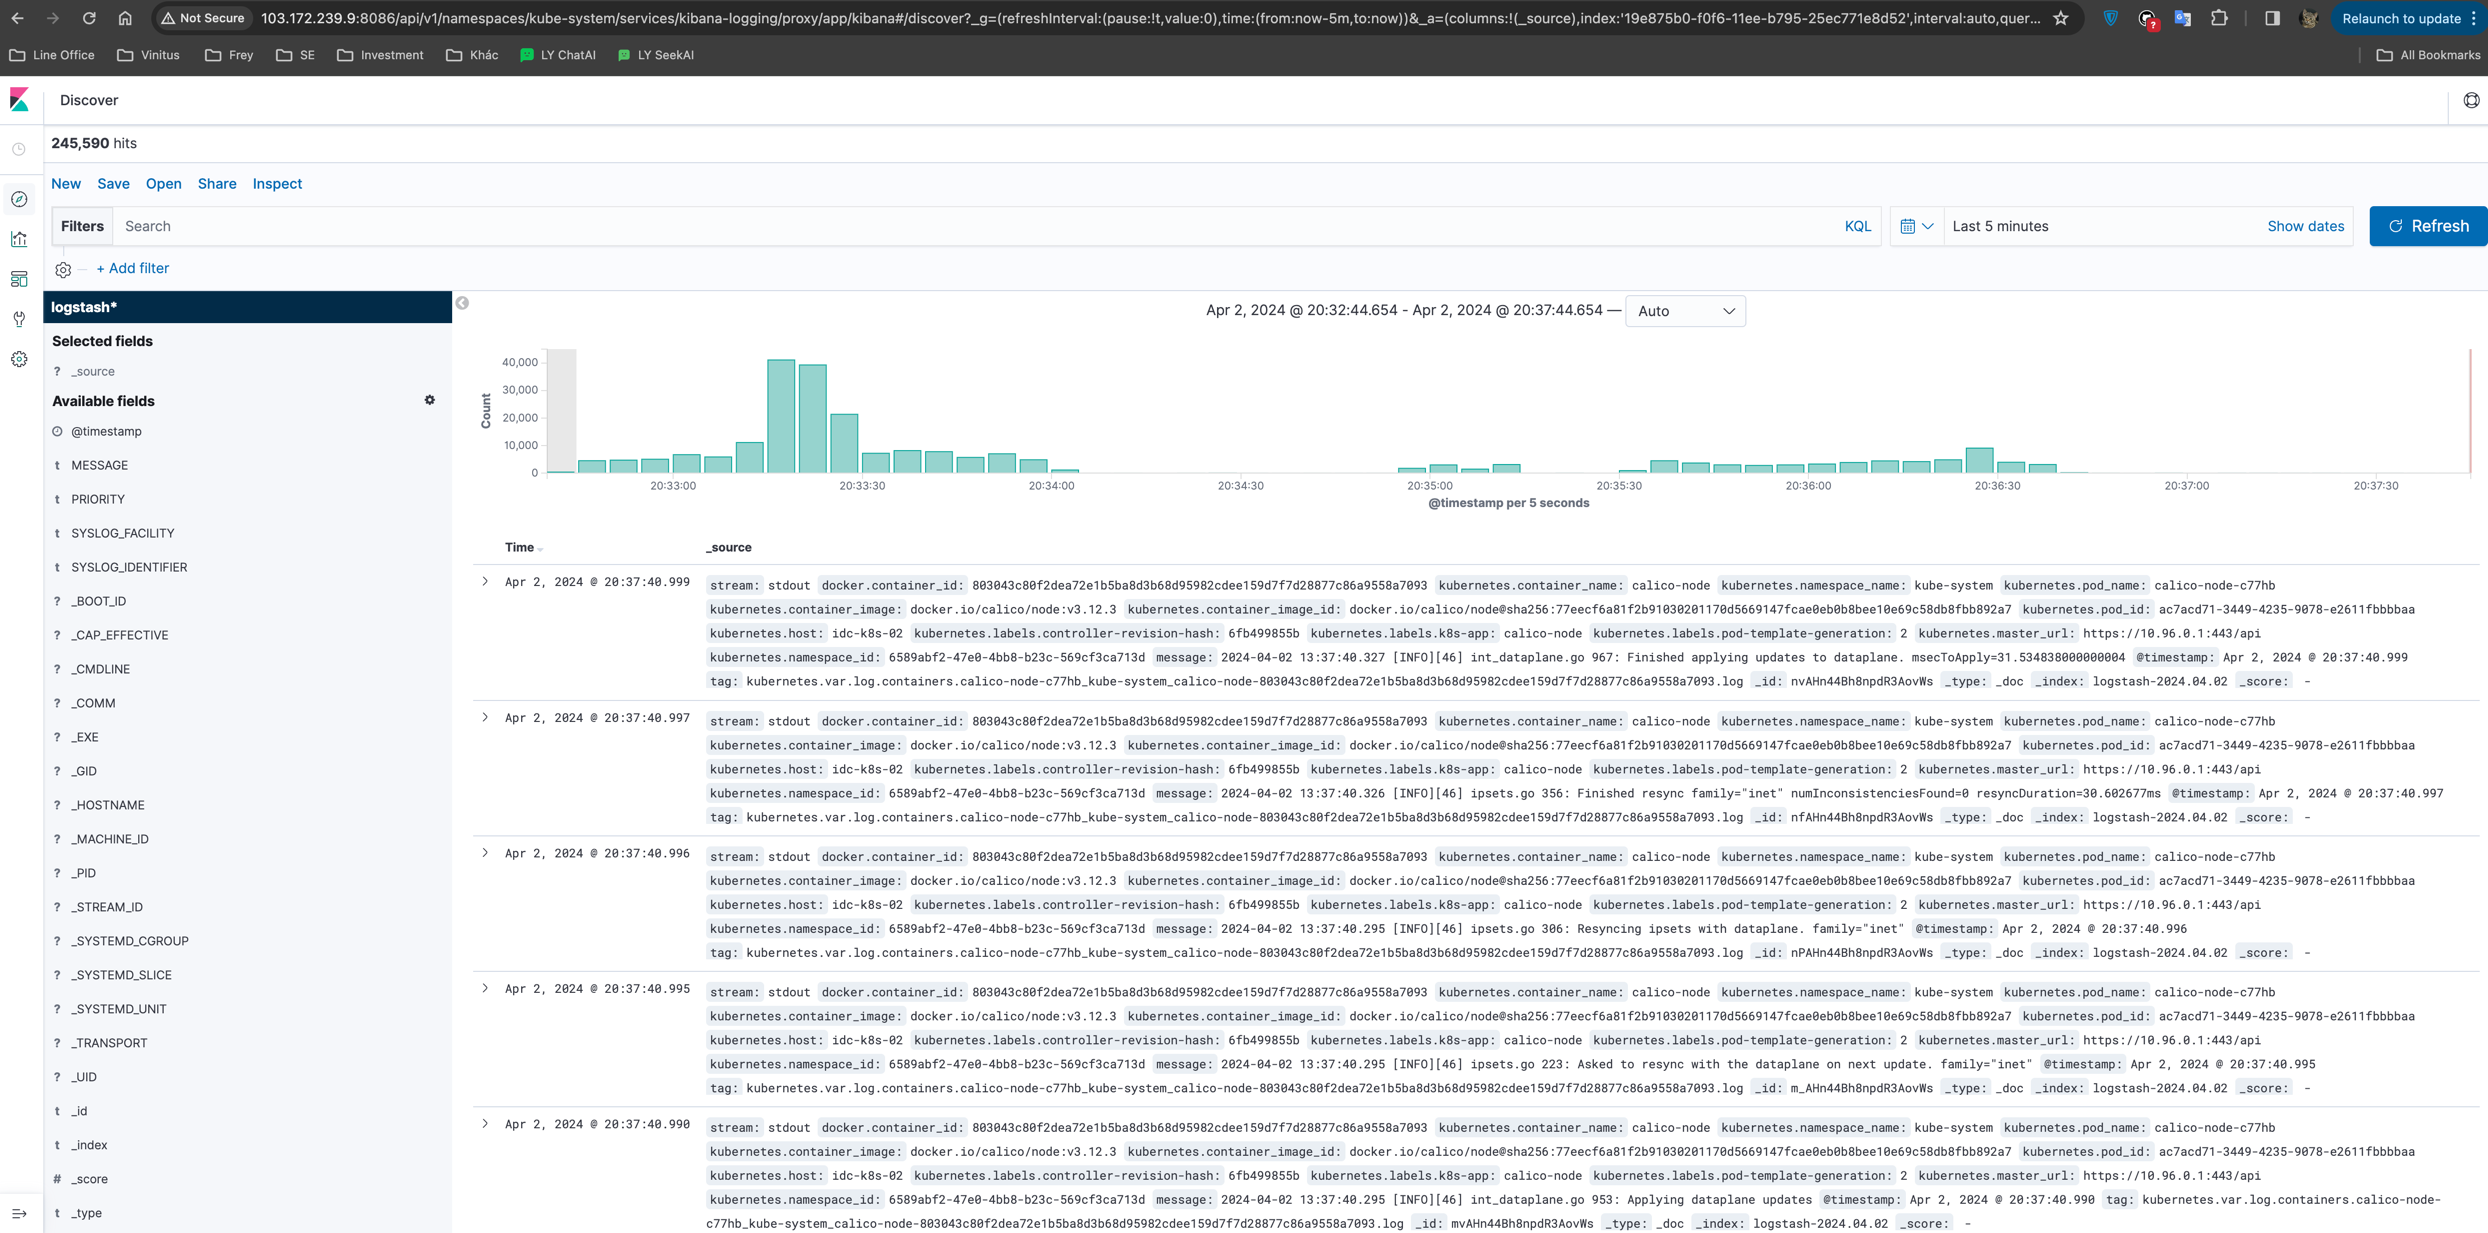 Not Secure 103.172.239.9:8086/api/v1/namespaces/kube-system/services/kibana-logging/proxy/app/kibana#/discover?_g=(refreshInterval:(pause:!t,value:0),time:(from:now-5m,to:now))&_a=(columns:!(_source),index:'19e875b0-f0f6-11ee-b795-25ec771e8d52',interval:auto,quer... Relaunch to update
Line Office Vinitus Frey SE Investment Khác LY ChatAI LY SeekAI All Bookmarks
Discover
245,590 hits
New Save Open Share Inspect
Filters Search KQL Last 5 minutes Show dates Refresh
+ Add filter
logstash*
Selected fields
? _source
Available fields
@timestamp
t MESSAGE
t PRIORITY
t SYSLOG_FACILITY
t SYSLOG_IDENTIFIER
? _BOOT_ID
? _CAP_EFFECTIVE
? _CMDLINE
? _COMM
? _EXE
? _GID
? _HOSTNAME
? _MACHINE_ID
? _PID
? _STREAM_ID
? _SYSTEMD_CGROUP
? _SYSTEMD_SLICE
? _SYSTEMD_UNIT
? _TRANSPORT
? _UID
t _id
t _index
# _score
t _type
Apr 2, 2024 @ 20:32:44.654 - Apr 2, 2024 @ 20:37:44.654 — Auto
Count
40,000
30,000
20,000
10,000
0
20:33:00 20:33:30 20:34:00 20:34:30 20:35:00 20:35:30 20:36:00 20:36:30 20:37:00 20:37:30
@timestamp per 5 seconds
Time _source
Apr 2, 2024 @ 20:37:40.999 stream: stdout docker.container_id: 803043c80f2dea72e1b5ba8d3b68d95982cdee159d7f7d28877c86a9558a7093 kubernetes.container_name: calico-node kubernetes.namespace_name: kube-system kubernetes.pod_name: calico-node-c77hb
kubernetes.container_image: docker.io/calico/node:v3.12.3 kubernetes.container_image_id: docker.io/calico/node@sha256:77eecf6a81f2b91030201170d5669147fcae0eb0b8bee10e69c58db8fbb892a7 kubernetes.pod_id: ac7acd71-3449-4235-9078-e2611fbbbbaa
kubernetes.host: idc-k8s-02 kubernetes.labels.controller-revision-hash: 6fb499855b kubernetes.labels.k8s-app: calico-node kubernetes.labels.pod-template-generation: 2 kubernetes.master_url: https://10.96.0.1:443/api
kubernetes.namespace_id: 6589abf2-47e0-4bb8-b23c-569cf3ca713d message: 2024-04-02 13:37:40.327 [INFO][46] int_dataplane.go 967: Finished applying updates to dataplane. msecToApply=31.534838000000004 @timestamp: Apr 2, 2024 @ 20:37:40.999
tag: kubernetes.var.log.containers.calico-node-c77hb_kube-system_calico-node-803043c80f2dea72e1b5ba8d3b68d95982cdee159d7f7d28877c86a9558a7093.log _id: nvAHn44Bh8npdR3AovWs _type: _doc _index: logstash-2024.04.02 _score: -
Apr 2, 2024 @ 20:37:40.997 stream: stdout docker.container_id: 803043c80f2dea72e1b5ba8d3b68d95982cdee159d7f7d28877c86a9558a7093 kubernetes.container_name: calico-node kubernetes.namespace_name: kube-system kubernetes.pod_name: calico-node-c77hb
kubernetes.container_image: docker.io/calico/node:v3.12.3 kubernetes.container_image_id: docker.io/calico/node@sha256:77eecf6a81f2b91030201170d5669147fcae0eb0b8bee10e69c58db8fbb892a7 kubernetes.pod_id: ac7acd71-3449-4235-9078-e2611fbbbbaa
kubernetes.host: idc-k8s-02 kubernetes.labels.controller-revision-hash: 6fb499855b kubernetes.labels.k8s-app: calico-node kubernetes.labels.pod-template-generation: 2 kubernetes.master_url: https://10.96.0.1:443/api
kubernetes.namespace_id: 6589abf2-47e0-4bb8-b23c-569cf3ca713d message: 2024-04-02 13:37:40.326 [INFO][46] ipsets.go 356: Finished resync family="inet" numInconsistenciesFound=0 resyncDuration=30.602677ms @timestamp: Apr 2, 2024 @ 20:37:40.997
tag: kubernetes.var.log.containers.calico-node-c77hb_kube-system_calico-node-803043c80f2dea72e1b5ba8d3b68d95982cdee159d7f7d28877c86a9558a7093.log _id: nfAHn44Bh8npdR3AovWs _type: _doc _index: logstash-2024.04.02 _score: -
Apr 2, 2024 @ 20:37:40.996 stream: stdout docker.container_id: 803043c80f2dea72e1b5ba8d3b68d95982cdee159d7f7d28877c86a9558a7093 kubernetes.container_name: calico-node kubernetes.namespace_name: kube-system kubernetes.pod_name: calico-node-c77hb
kubernetes.container_image: docker.io/calico/node:v3.12.3 kubernetes.container_image_id: docker.io/calico/node@sha256:77eecf6a81f2b91030201170d5669147fcae0eb0b8bee10e69c58db8fbb892a7 kubernetes.pod_id: ac7acd71-3449-4235-9078-e2611fbbbbaa
kubernetes.host: idc-k8s-02 kubernetes.labels.controller-revision-hash: 6fb499855b kubernetes.labels.k8s-app: calico-node kubernetes.labels.pod-template-generation: 2 kubernetes.master_url: https://10.96.0.1:443/api
kubernetes.namespace_id: 6589abf2-47e0-4bb8-b23c-569cf3ca713d message: 2024-04-02 13:37:40.295 [INFO][46] ipsets.go 306: Resyncing ipsets with dataplane. family="inet" @timestamp: Apr 2, 2024 @ 20:37:40.996
tag: kubernetes.var.log.containers.calico-node-c77hb_kube-system_calico-node-803043c80f2dea72e1b5ba8d3b68d95982cdee159d7f7d28877c86a9558a7093.log _id: nPAHn44Bh8npdR3AovWs _type: _doc _index: logstash-2024.04.02 _score: -
Apr 2, 2024 @ 20:37:40.995 stream: stdout docker.container_id: 803043c80f2dea72e1b5ba8d3b68d95982cdee159d7f7d28877c86a9558a7093 kubernetes.container_name: calico-node kubernetes.namespace_name: kube-system kubernetes.pod_name: calico-node-c77hb
kubernetes.container_image: docker.io/calico/node:v3.12.3 kubernetes.container_image_id: docker.io/calico/node@sha256:77eecf6a81f2b91030201170d5669147fcae0eb0b8bee10e69c58db8fbb892a7 kubernetes.pod_id: ac7acd71-3449-4235-9078-e2611fbbbbaa
kubernetes.host: idc-k8s-02 kubernetes.labels.controller-revision-hash: 6fb499855b kubernetes.labels.k8s-app: calico-node kubernetes.labels.pod-template-generation: 2 kubernetes.master_url: https://10.96.0.1:443/api
kubernetes.namespace_id: 6589abf2-47e0-4bb8-b23c-569cf3ca713d message: 2024-04-02 13:37:40.295 [INFO][46] ipsets.go 223: Asked to resync with the dataplane on next update. family="inet" @timestamp: Apr 2, 2024 @ 20:37:40.995
tag: kubernetes.var.log.containers.calico-node-c77hb_kube-system_calico-node-803043c80f2dea72e1b5ba8d3b68d95982cdee159d7f7d28877c86a9558a7093.log _id: m_AHn44Bh8npdR3AovWs _type: _doc _index: logstash-2024.04.02 _score: -
Apr 2, 2024 @ 20:37:40.990 stream: stdout docker.container_id: 803043c80f2dea72e1b5ba8d3b68d95982cdee159d7f7d28877c86a9558a7093 kubernetes.container_name: calico-node kubernetes.namespace_name: kube-system kubernetes.pod_name: calico-node-c77hb
kubernetes.container_image: docker.io/calico/node:v3.12.3 kubernetes.container_image_id: docker.io/calico/node@sha256:77eecf6a81f2b91030201170d5669147fcae0eb0b8bee10e69c58db8fbb892a7 kubernetes.pod_id: ac7acd71-3449-4235-9078-e2611fbbbbaa
kubernetes.host: idc-k8s-02 kubernetes.labels.controller-revision-hash: 6fb499855b kubernetes.labels.k8s-app: calico-node kubernetes.labels.pod-template-generation: 2 kubernetes.master_url: https://10.96.0.1:443/api
kubernetes.namespace_id: 6589abf2-47e0-4bb8-b23c-569cf3ca713d message: 2024-04-02 13:37:40.295 [INFO][46] int_dataplane.go 953: Applying dataplane updates @timestamp: Apr 2, 2024 @ 20:37:40.990 tag: kubernetes.var.log.containers.calico-node-
c77hb_kube-system_calico-node-803043c80f2dea72e1b5ba8d3b68d95982cdee159d7f7d28877c86a9558a7093.log _id: mvAHn44Bh8npdR3AovWs _type: _doc _index: logstash-2024.04.02 _score: -